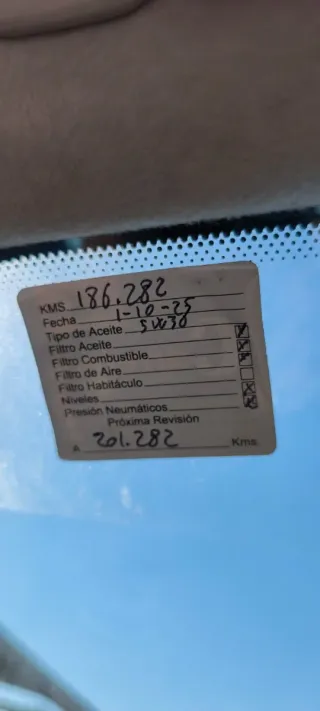 KMS 186.282
Fecha 1-10-25
Tipo de Aceite 5W30
Filtro Aceite
Filtro Combustible
Filtro de Aire
Filtro Habitáculo
Niveles
Presión Neumáticos
Próxima Revisión
A 201.282 Kms.